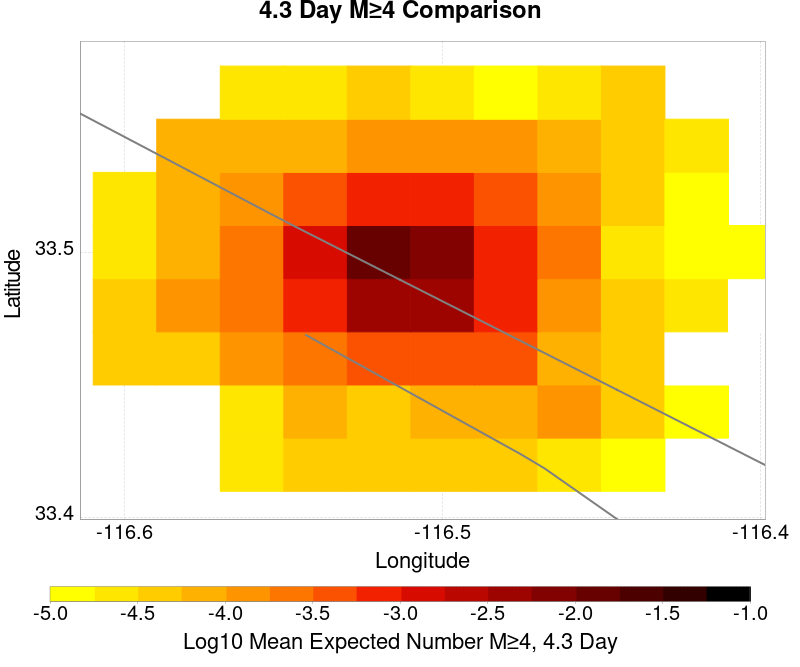 4.3 Day M≥4 Comparison
Latitude
33.5
33.4
-116.6 -116.5 -116.4
Longitude
-5.0 -4.5 -4.0 -3.5 -3.0 -2.5 -2.0 -1.5 -1.0
Log10 Mean Expected Number M≥4, 4.3 Day